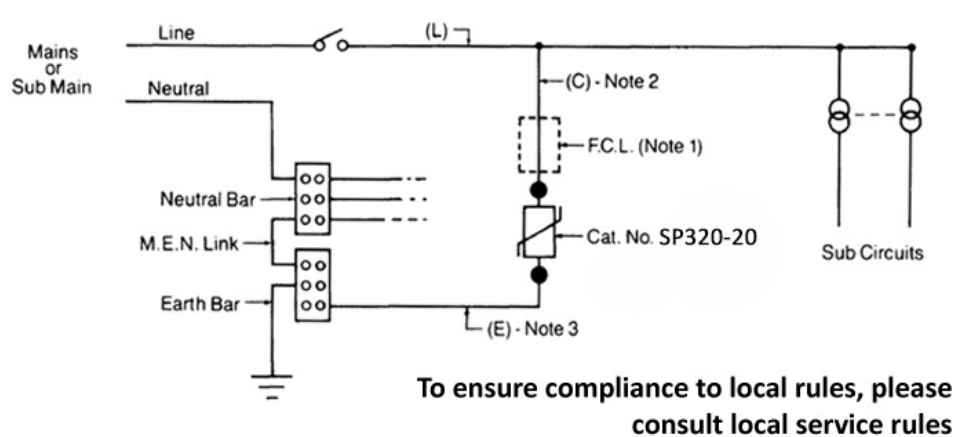 Line
(L)
Mains
or
Sub Main
Neutral
(C) - Note 2
F.C.L. (Note 1)
Neutral Bar
M.E.N. Link
Cat. No. SP320-20
Sub Circuits
Earth Bar
(E) - Note 3
To ensure compliance to local rules, please
consult local service rules